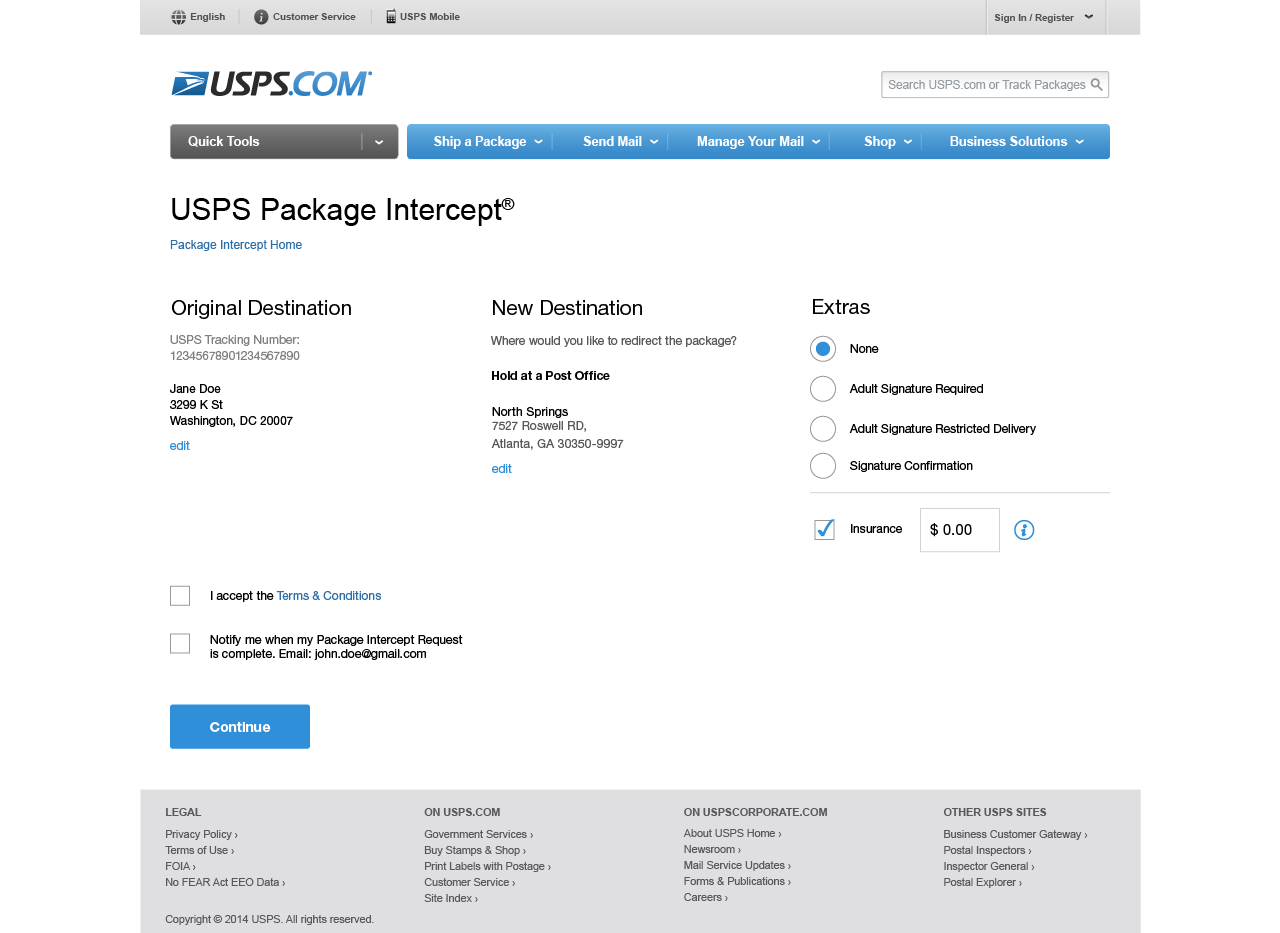 English
Customer Service
USPS Mobile
Sign In / Register
USPS.COM
Search USPS.com or Track Packages
Quick Tools
Ship a Package
Send Mail
Manage Your Mail
Shop
Business Solutions
USPS Package Intercept®
Package Intercept Home
Original Destination
USPS Tracking Number:
12345678901234567890
Jane Doe
3299 K St
Washington, DC 20007
edit
New Destination
Where would you like to redirect the package?
Hold at a Post Office
North Springs
7527 Roswell RD,
Atlanta, GA 30350-9997
edit
Extras
None
Adult Signature Required
Adult Signature Restricted Delivery
Signature Confirmation
Insurance
$ 0.00
I accept the Terms & Conditions
Notify me when my Package Intercept Request
is complete. Email: john.doe@gmail.com
Continue
LEGAL
Privacy Policy ›
Terms of Use ›
FOIA ›
No FEAR Act EEO Data ›
ON USPS.COM
Government Services ›
Buy Stamps & Shop ›
Print Labels with Postage ›
Customer Service ›
Site Index ›
ON USPSCORPORATE.COM
About USPS Home ›
Newsroom ›
Mail Service Updates ›
Forms & Publications ›
Careers ›
OTHER USPS SITES
Business Customer Gateway ›
Postal Inspectors ›
Inspector General ›
Postal Explorer ›
Copyright © 2014 USPS. All rights reserved.